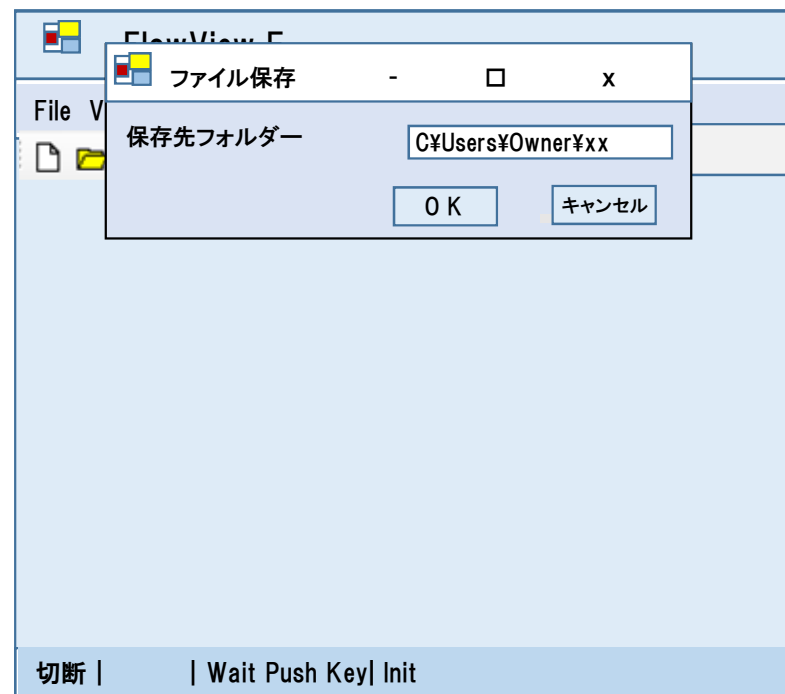 ファイル保存 - □ x
File V
保存先フォルダー C¥Users¥Owner¥xx
OK キャンセル
切断 | | Wait Push Key| Init